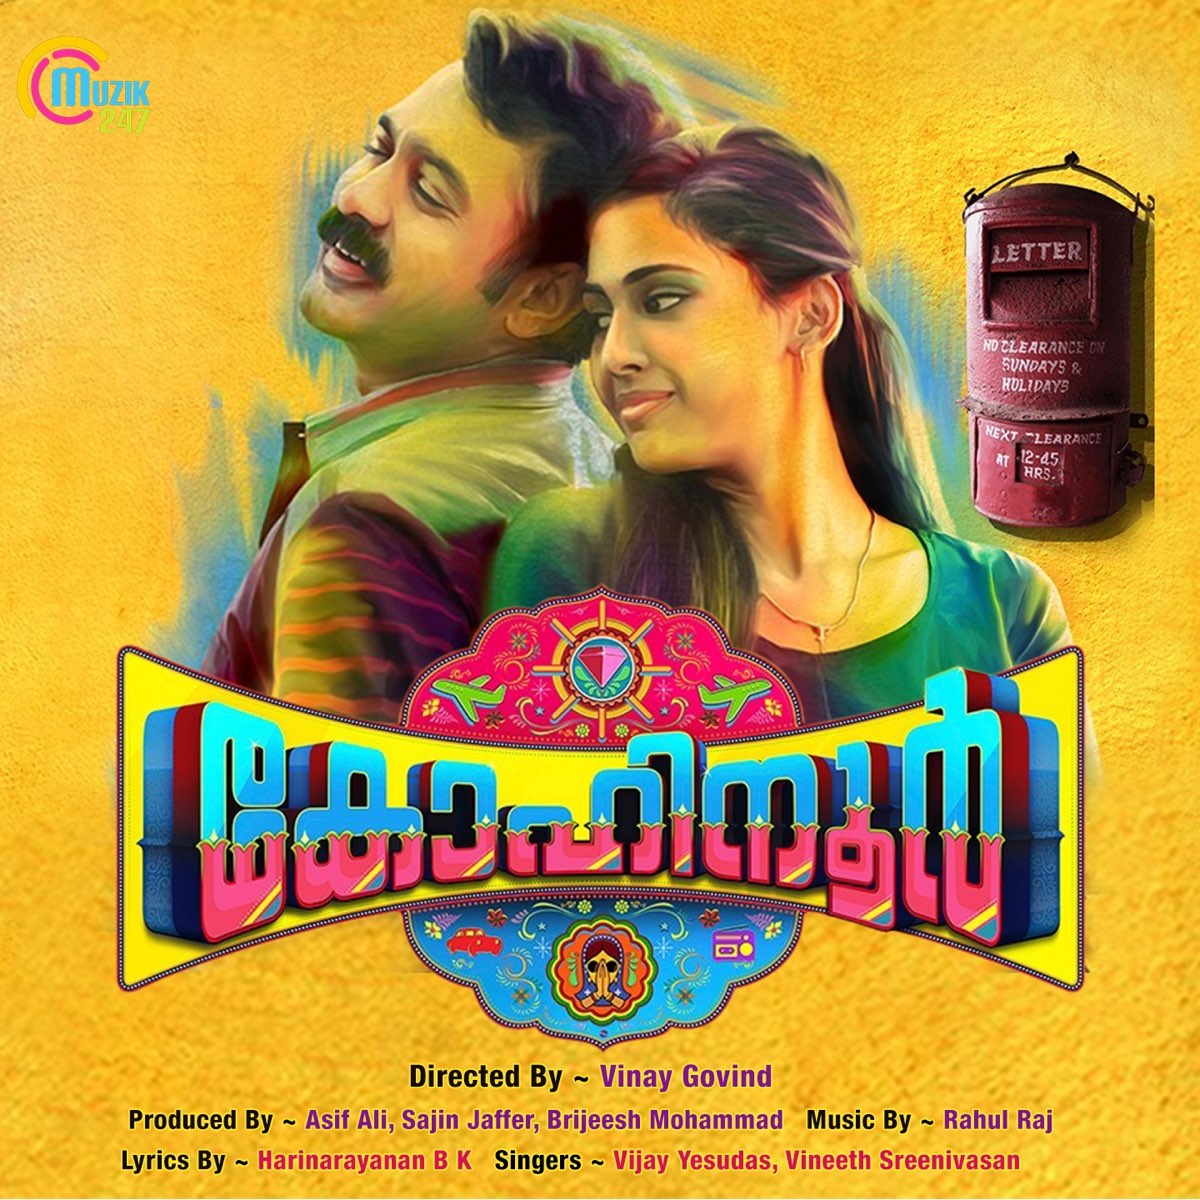 MUZIK
247
LETTER
NO CLEARANCE ON
SUNDAYS &
HOLIDAYS
NEXT CLEARANCE
AT 12-45
HRS.
കോഹിനൂർ
Directed By ~ Vinay Govind
Produced By ~ Asif Ali, Sajin Jaffer, Brijeesh Mohammad Music By ~ Rahul Raj
Lyrics By ~ Harinarayanan B K Singers ~ Vijay Yesudas, Vineeth Sreenivasan